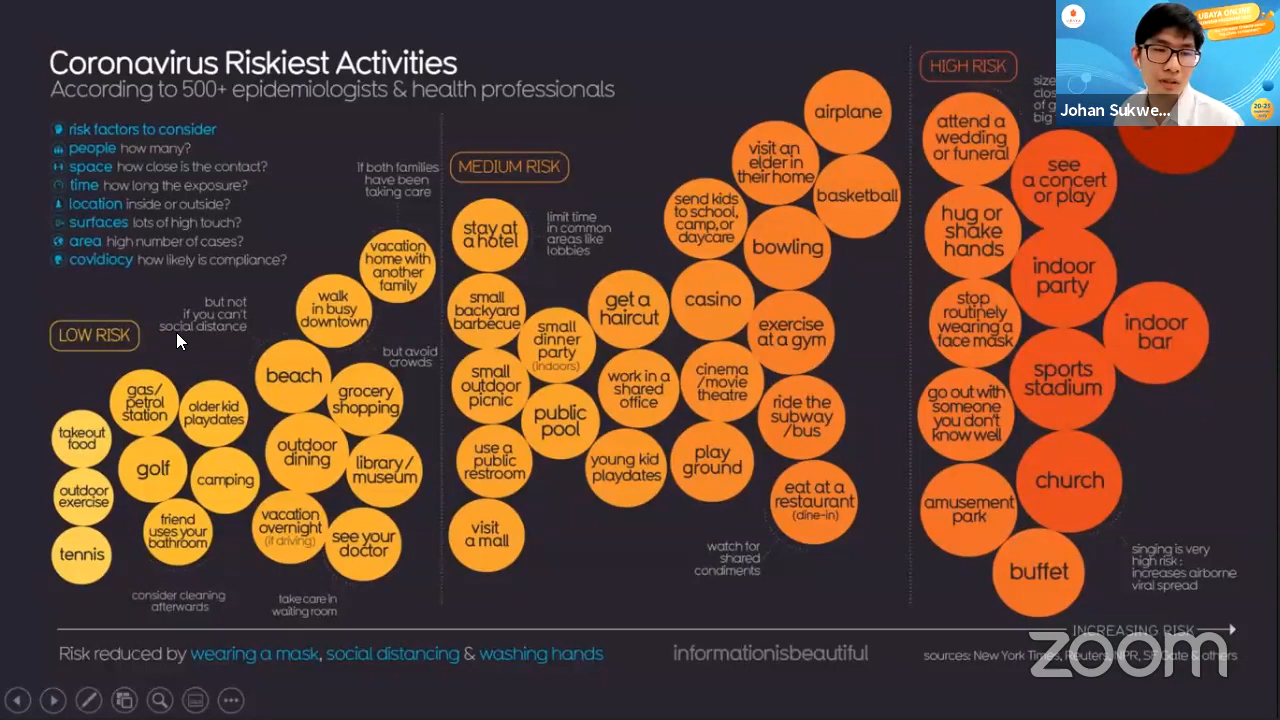 Coronavirus Riskiest Activities
According to 500+ epidemiologists & health professionals
risk factors to consider
people how many?
space how close is the contact?
time how long the exposure?
location inside or outside?
surfaces lots of high touch?
area high number of cases?
covidiocy how likely is compliance?
LOW RISK
but not
if you can't
social distance
takeout
food
outdoor
exercise
tennis
gas/
petrol
station
older kid
playdates
golf
camping
friend
uses your
bathroom
consider cleaning
afterwards
beach
walk
in busy
downtown
if both families
have been
taking care
vacation
home with
another
family
but avoid
crowds
grocery
shopping
outdoor
dining
library/
museum
vacation
overnight
(if driving)
see your
doctor
take care in
waiting room
MEDIUM RISK
stay at
a hotel
limit time
in common
areas like
lobbies
small
backyard
barbecue
small
outdoor
picnic
use a
public
restroom
visit
a mall
small
dinner
party
(indoors)
public
pool
get a
haircut
work in a
shared
office
young kid
playdates
send kids
to school,
camp, or
daycare
casino
cinema
/movie
theatre
play
ground
visit an
elder in
their home
bowling
exercise
at a gym
ride the
subway
/bus
eat at a
restaurant
(dine-in)
watch for
shared
condiments
airplane
basketball
HIGH RISK
attend a
wedding
or funeral
hug or
shake
hands
stop
routinely
wearing a
face mask
go out with
someone
you don't
know well
amusement
park
buffet
see
a concert
or play
indoor
party
sports
stadium
church
indoor
bar
singing is very
high risk:
increases airborne
viral spread
INCREASING RISK
Risk reduced by wearing a mask, social distancing & washing hands
informationisbeautiful
sources: New York Times, Reuters, NPR, SF Gate & others
zoom
UBAYA ONLINE
Johan Sukwe...